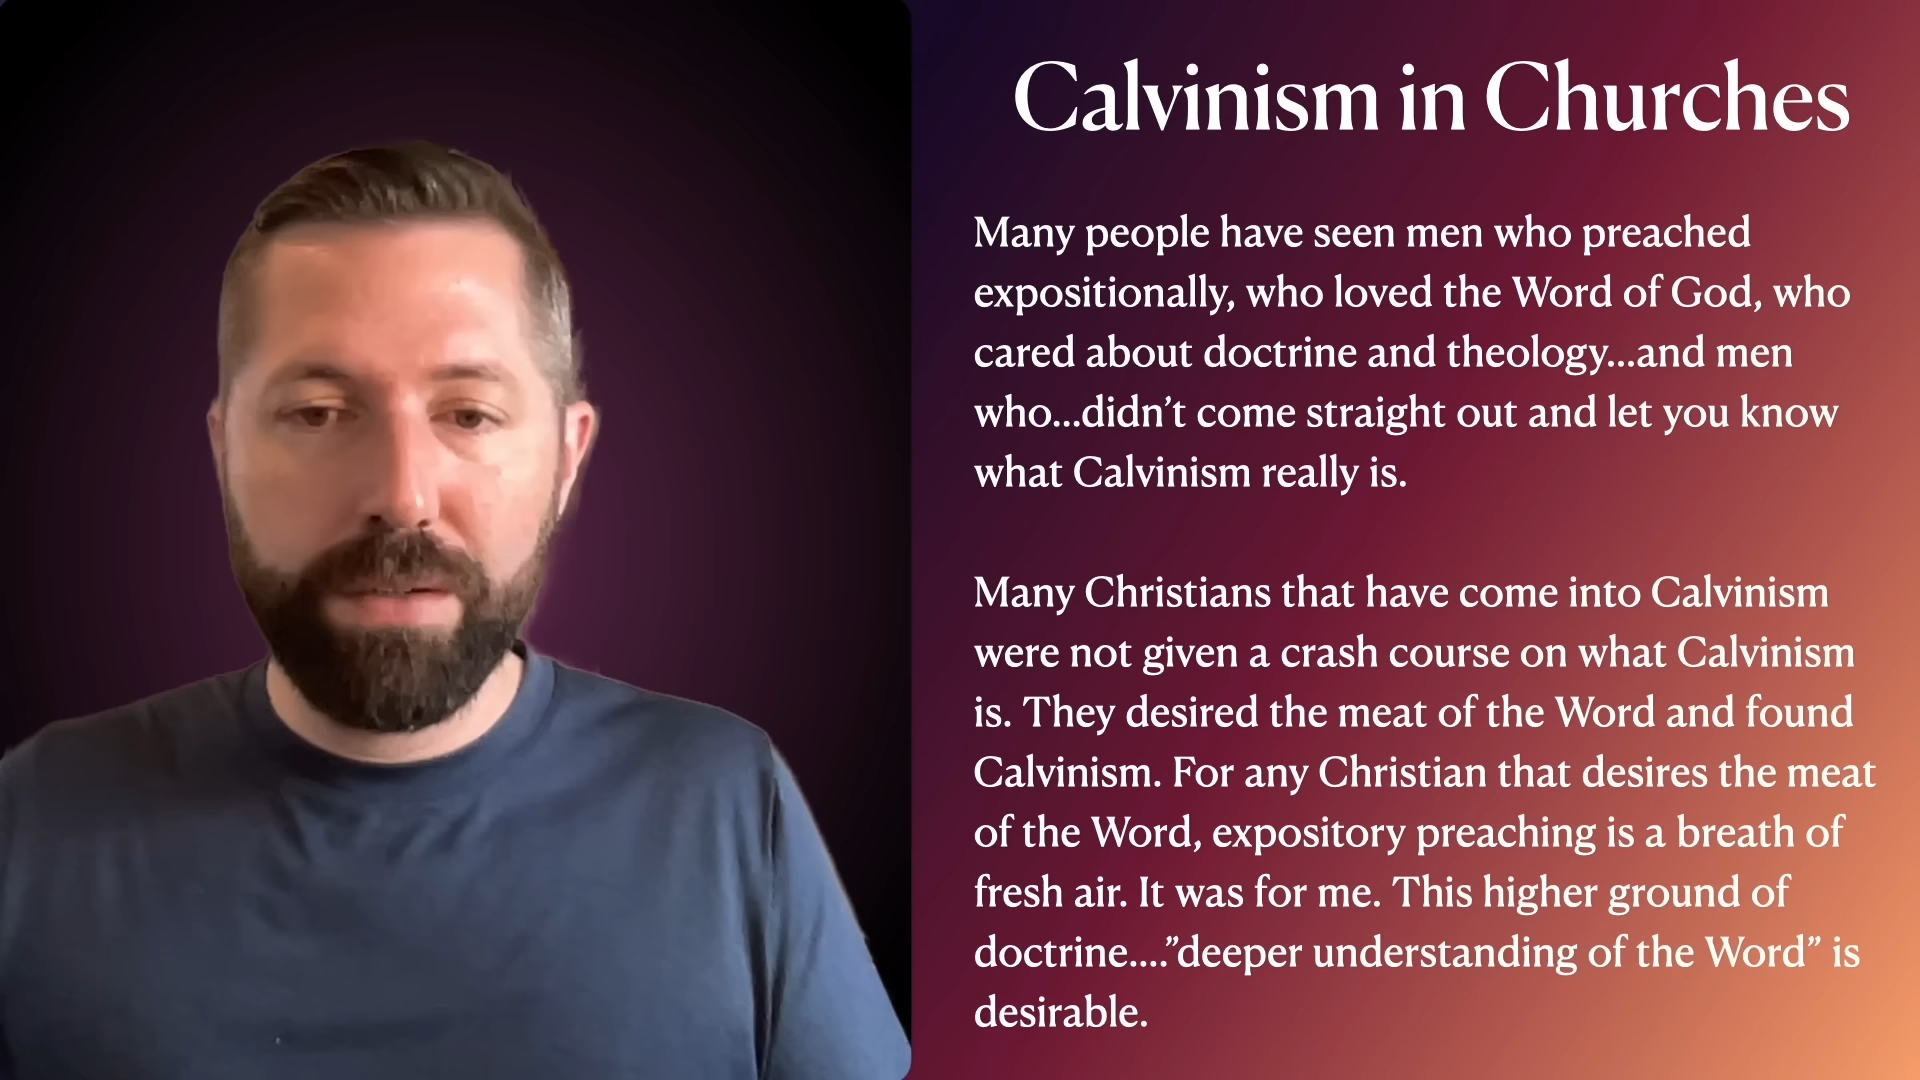 Calvinism in Churches
Many people have seen men who preached
expositionally, who loved the Word of God, who
cared about doctrine and theology...and men
who...didn’t come straight out and let you know
what Calvinism really is.
Many Christians that have come into Calvinism
were not given a crash course on what Calvinism
is. They desired the meat of the Word and found
Calvinism. For any Christian that desires the meat
of the Word, expository preaching is a breath of
fresh air. It was for me. This higher ground of
doctrine....”deeper understanding of the Word” is
desirable.